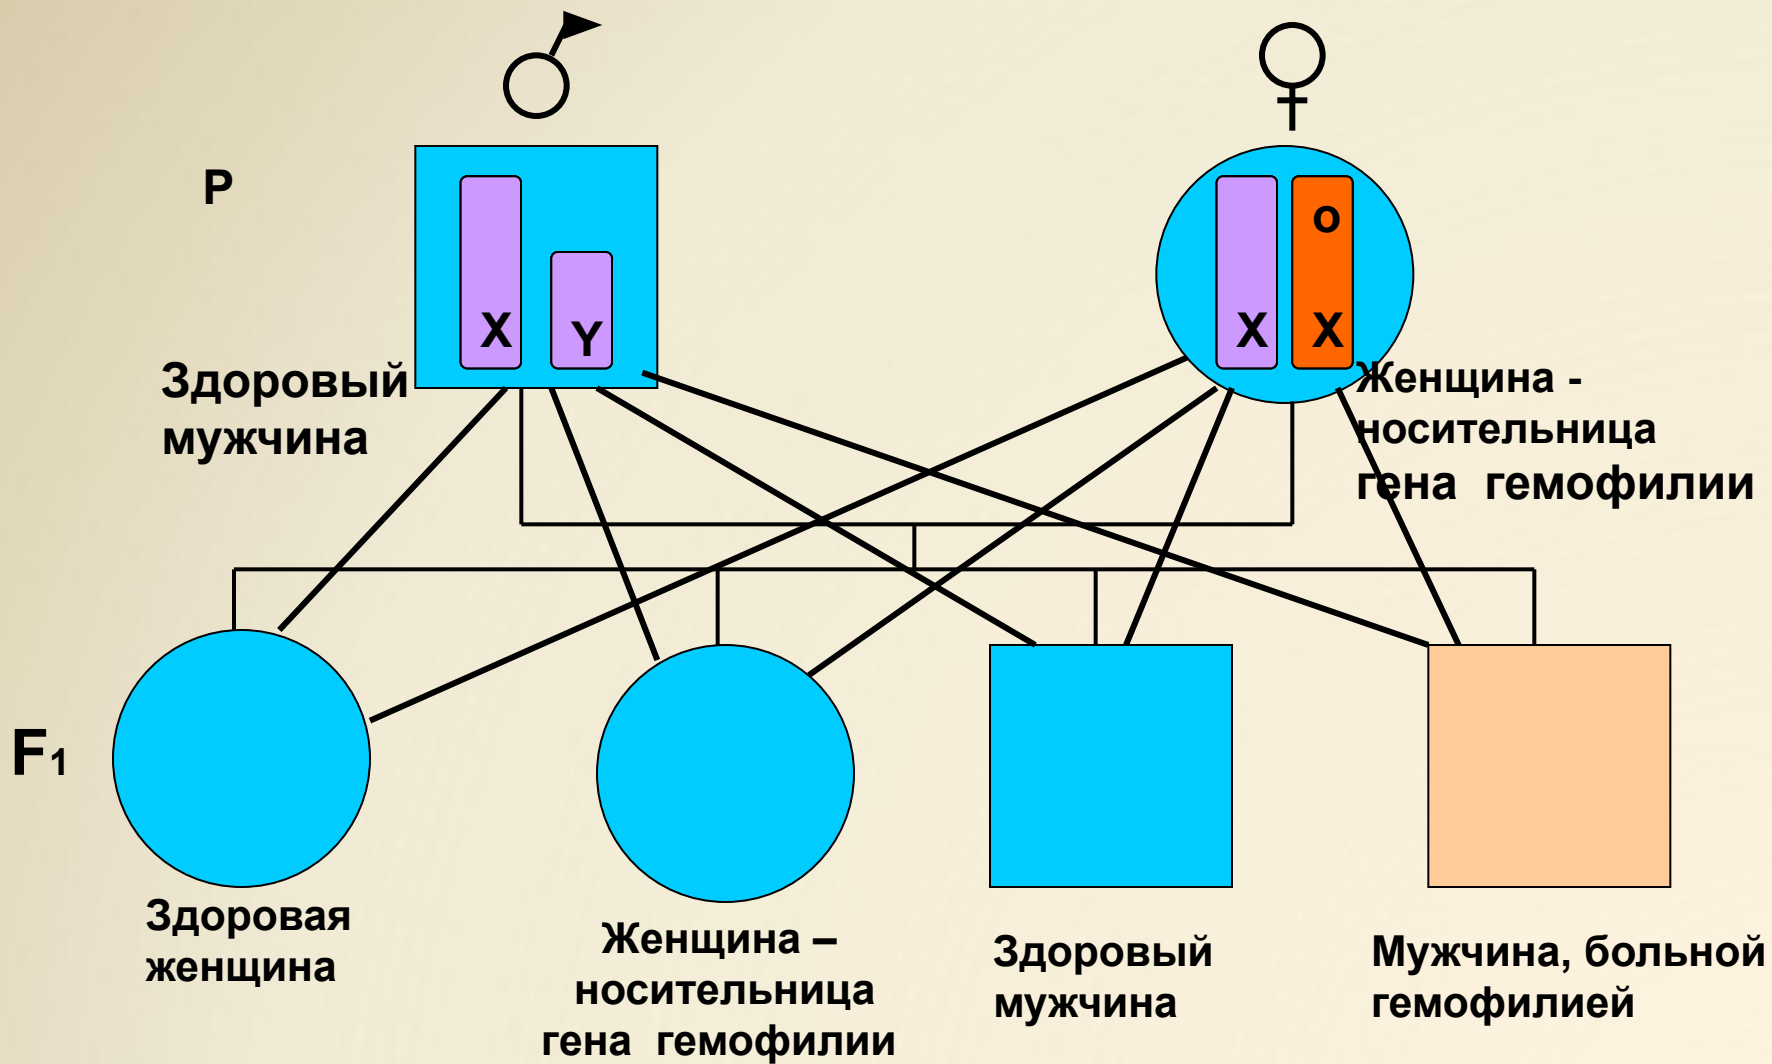 P
X
Y
X
o
X
Здоровый
мужчина
Женщина -
носительница
гена гемофилии
F₁
Здоровая
женщина
Женщина –
носительница
гена гемофилии
Здоровый
мужчина
Мужчина, больной
гемофилией